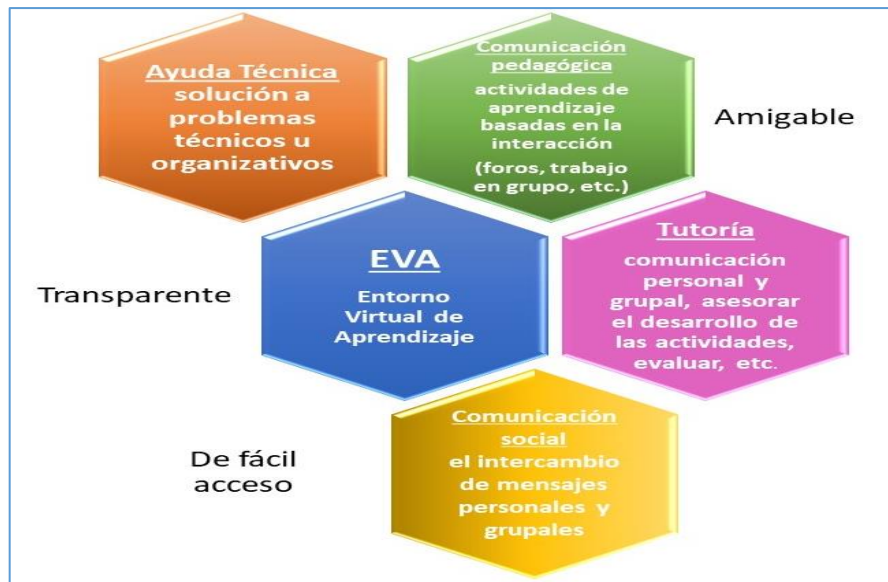 Ayuda Técnica
solución a
problemas
técnicos u
organizativos
Comunicación
pedagógica
actividades de
aprendizaje
basadas en la
interacción
(foros, trabajo
en grupo, etc.)
Amigable
Transparente
EVA
Entorno
Virtual de
Aprendizaje
Tutoría
comunicación
personal y
grupal, asesorar
el desarrollo de
las actividades,
evaluar, etc.
De fácil
acceso
Comunicación
social
el intercambio
de mensajes
personales y
grupales